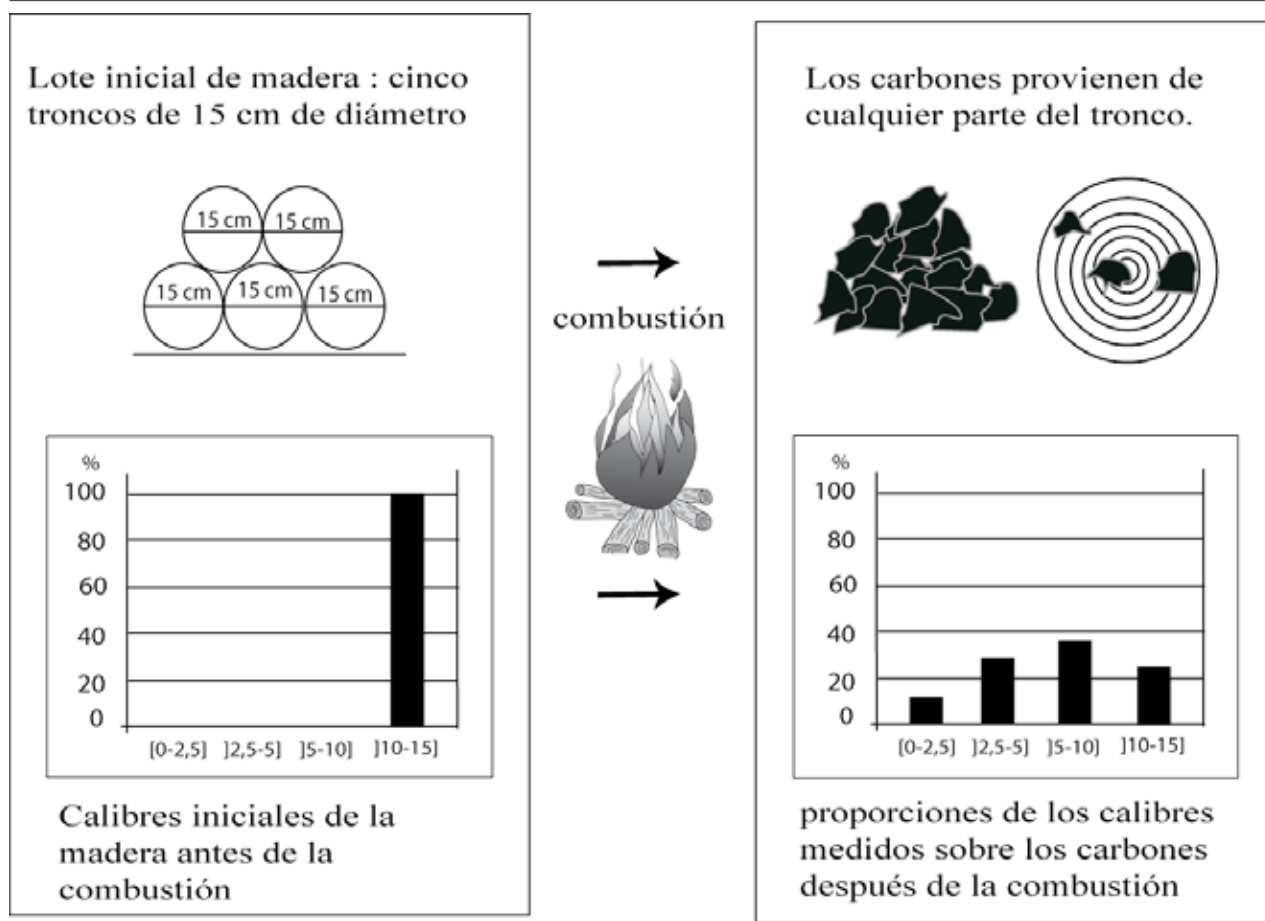 Lote inicial de madera : cinco
troncos de 15 cm de diámetro
15 cm 15 cm
15 cm 15 cm 15 cm
%
100
80
60
40
20
0
[0-2,5] ]2,5-5] ]5-10] ]10-15]
Calibres iniciales de la
madera antes de la
combustión
combustión
Los carbones provienen de
cualquier parte del tronco.
%
100
80
60
40
20
0
[0-2,5] ]2,5-5] ]5-10] ]10-15]
proporciones de los calibres
medidos sobre los carbones
después de la combustión